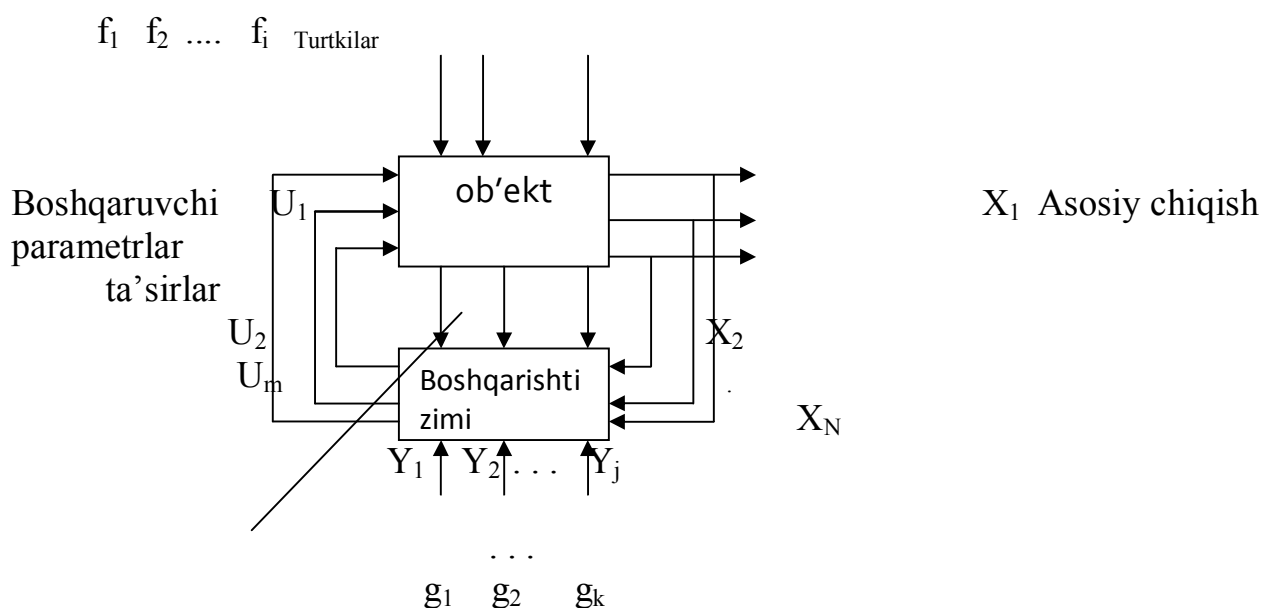 f₁ f₂ .... fᵢ Turtkilar
ob'ekt
Boshqaruvchi U₁
X₁ Asosiy chiqish
parametrlar
ta'sirlar
U₂
X₂
Uₘ
Boshqarishti
zimi
.
X_N
Y₁ Y₂ . . . Yⱼ
. . .
g₁ g₂ gₖ